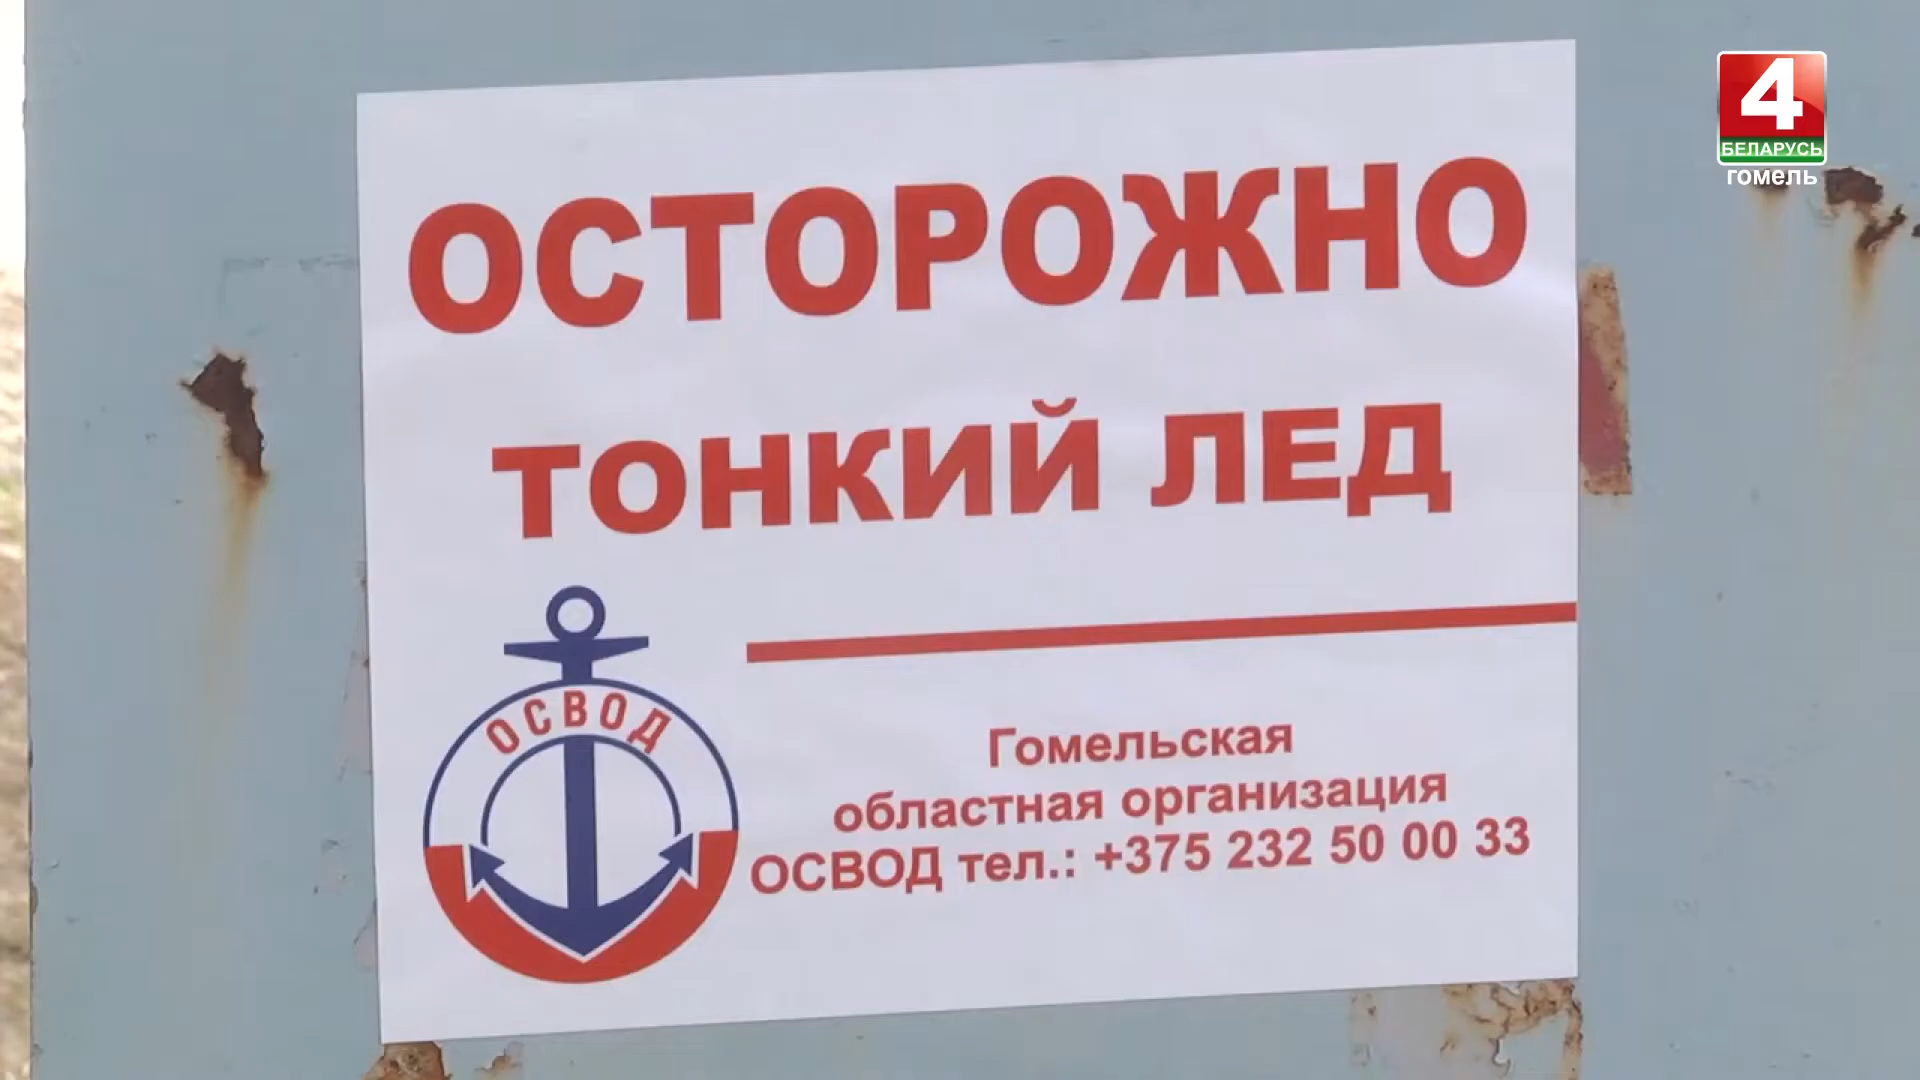 4
БЕЛАРУСЬ
гомель
ОСТОРОЖНО
ТОНКИЙ ЛЕД
ОСВОД
Гомельская
областная организация
ОСВОД тел.: +375 232 50 00 33